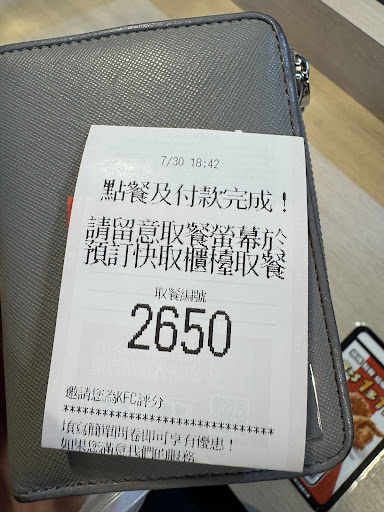 7/30 18:42
點餐及付款完成！
請留意取餐螢幕於
預訂快取櫃檯取餐
取餐編號
2650
邀請您為KFC評分
******************************
填寫簡單問卷即可享有優惠！
如果您滿意我們的服務